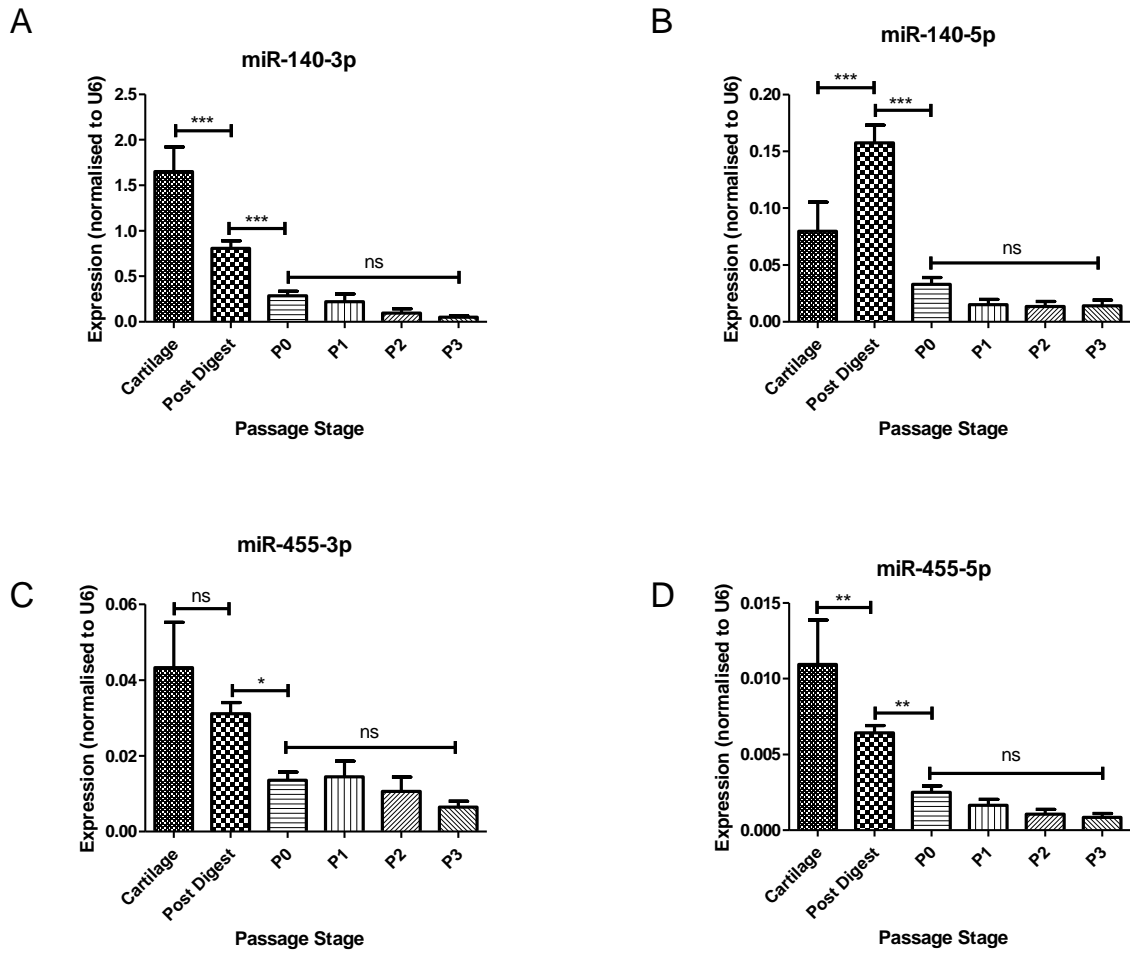 A
miR-140-3p
Expression (normalised to U6)
2.5
2.0
1.5
1.0
0.5
0.0
***
***
ns
Cartilage
Post Digest
P0
P1
P2
P3
Passage Stage
B
miR-140-5p
Expression (normalised to U6)
0.20
0.15
0.10
0.05
0.00
***
***
ns
Cartilage
Post Digest
P0
P1
P2
P3
Passage Stage
C
miR-455-3p
Expression (normalised to U6)
0.06
0.04
0.02
0.00
ns
*
ns
Cartilage
Post Digest
P0
P1
P2
P3
Passage Stage
D
miR-455-5p
Expression (normalised to U6)
0.015
0.010
0.005
0.000
**
**
ns
Cartilage
Post Digest
P0
P1
P2
P3
Passage Stage